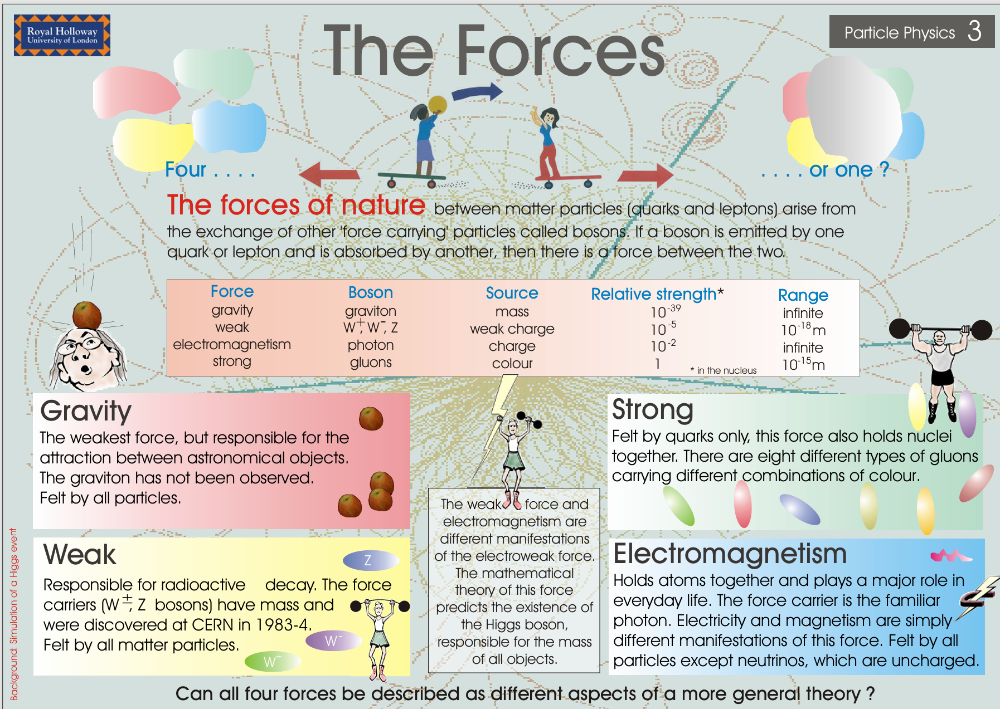 Royal Holloway
University of London
The Forces
Particle Physics 3
Four . . . .
. . . . or one ?
The forces of nature between matter particles (quarks and leptons) arise from
the exchange of other 'force carrying' particles called bosons. If a boson is emitted by one
quark or lepton and is absorbed by another, then there is a force between the two.
Force Boson Source Relative strength* Range
gravity graviton mass 10⁻³⁹ infinite
weak W⁺, W⁻, Z weak charge 10⁻⁵ 10⁻¹⁸m
electromagnetism photon charge 10⁻² infinite
strong gluons colour 1 10⁻¹⁵m
* in the nucleus
Gravity
The weakest force, but responsible for the
attraction between astronomical objects.
The graviton has not been observed.
Felt by all particles.
Strong
Felt by quarks only, this force also holds nuclei
together. There are eight different types of gluons
carrying different combinations of colour.
Weak
Responsible for radioactive decay. The force
carriers (W±, Z bosons) have mass and
were discovered at CERN in 1983-4.
Felt by all matter particles.
Z
W⁻
W⁺
The weak force and
electromagnetism are
different manifestations
of the electroweak force.
The mathematical
theory of this force
predicts the existence of
the Higgs boson,
responsible for the mass
of all objects.
Electromagnetism
Holds atoms together and plays a major role in
everyday life. The force carrier is the familiar
photon. Electricity and magnetism are simply
different manifestations of this force. Felt by all
particles except neutrinos, which are uncharged.
Background: Simulation of a Higgs event
Can all four forces be described as different aspects of a more general theory ?